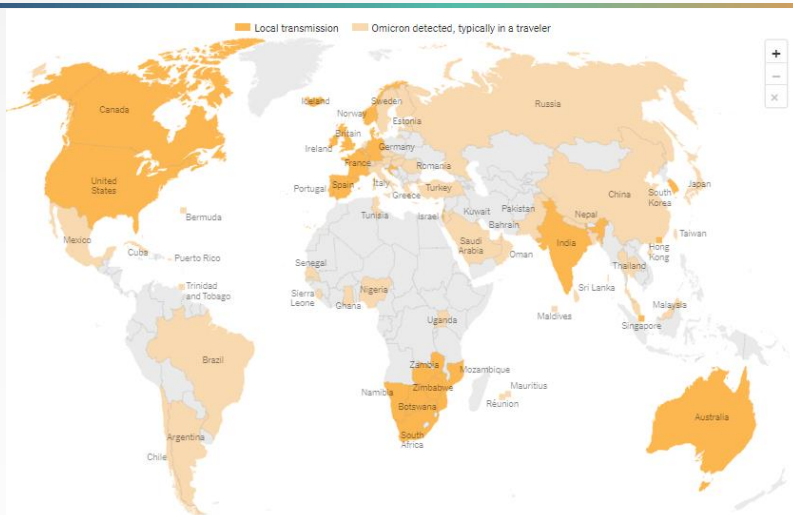 Local transmission
Omicron detected, typically in a traveler
+
−
×
Canada
United
States
Mexico
Bermuda
Cuba
Puerto Rico
Trinidad
and Tobago
Brazil
Argentina
Chile
Iceland
Norway
Sweden
Estonia
Britain
Ireland
Germany
France
Romania
Portugal
Spain
Italy
Greece
Turkey
Russia
Tunisia
Israel
Kuwait
Pakistan
Bahrain
Nepal
China
South
Korea
Japan
Saudi
Arabia
Oman
India
Hong
Kong
Taiwan
Thailand
Sri Lanka
Maldives
Malaysia
Singapore
Senegal
Sierra
Leone
Ghana
Nigeria
Uganda
Zambia
Mozambique
Zimbabwe
Namibia
Botswana
Mauritius
Réunion
South
Africa
Australia